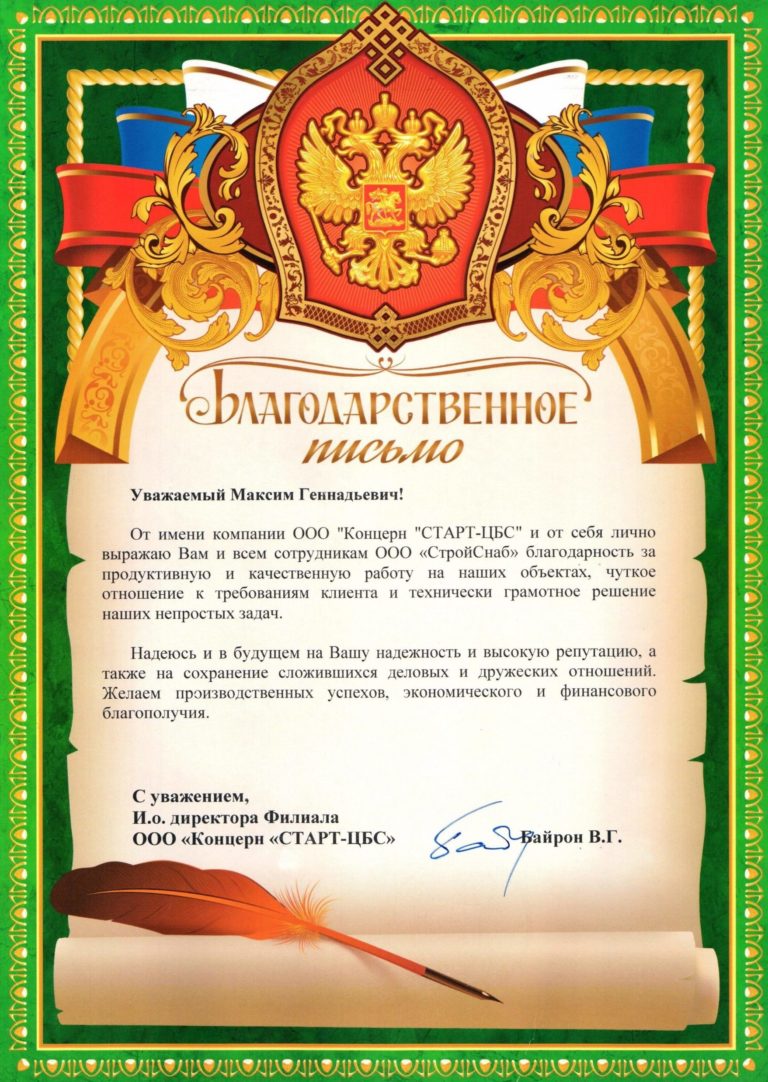 Благодарственное
письмо
Уважаемый Максим Геннадьевич!
От имени компании ООО "Концерн "СТАРТ-ЦБС" и от себя лично
выражаю Вам и всем сотрудникам ООО «СтройСнаб» благодарность за
продуктивную и качественную работу на наших объектах, чуткое
отношение к требованиям клиента и технически грамотное решение
наших непростых задач.
Надеюсь и в будущем на Вашу надежность и высокую репутацию, а
также на сохранение сложившихся деловых и дружеских отношений.
Желаем производственных успехов, экономического и финансового
благополучия.
С уважением,
И.о. директора Филиала
ООО «Концерн «СТАРТ-ЦБС» Байрон В.Г.